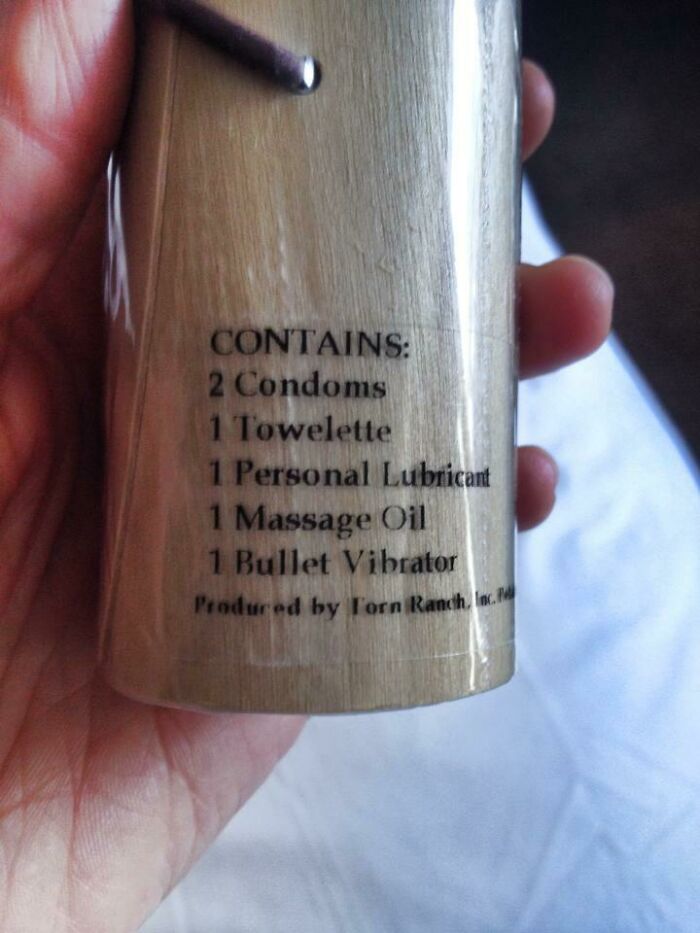 CONTAINS:
2 Condoms
1 Towelette
1 Personal Lubricant
1 Massage Oil
1 Bullet Vibrator
Produced by Torn Ranch, Inc.